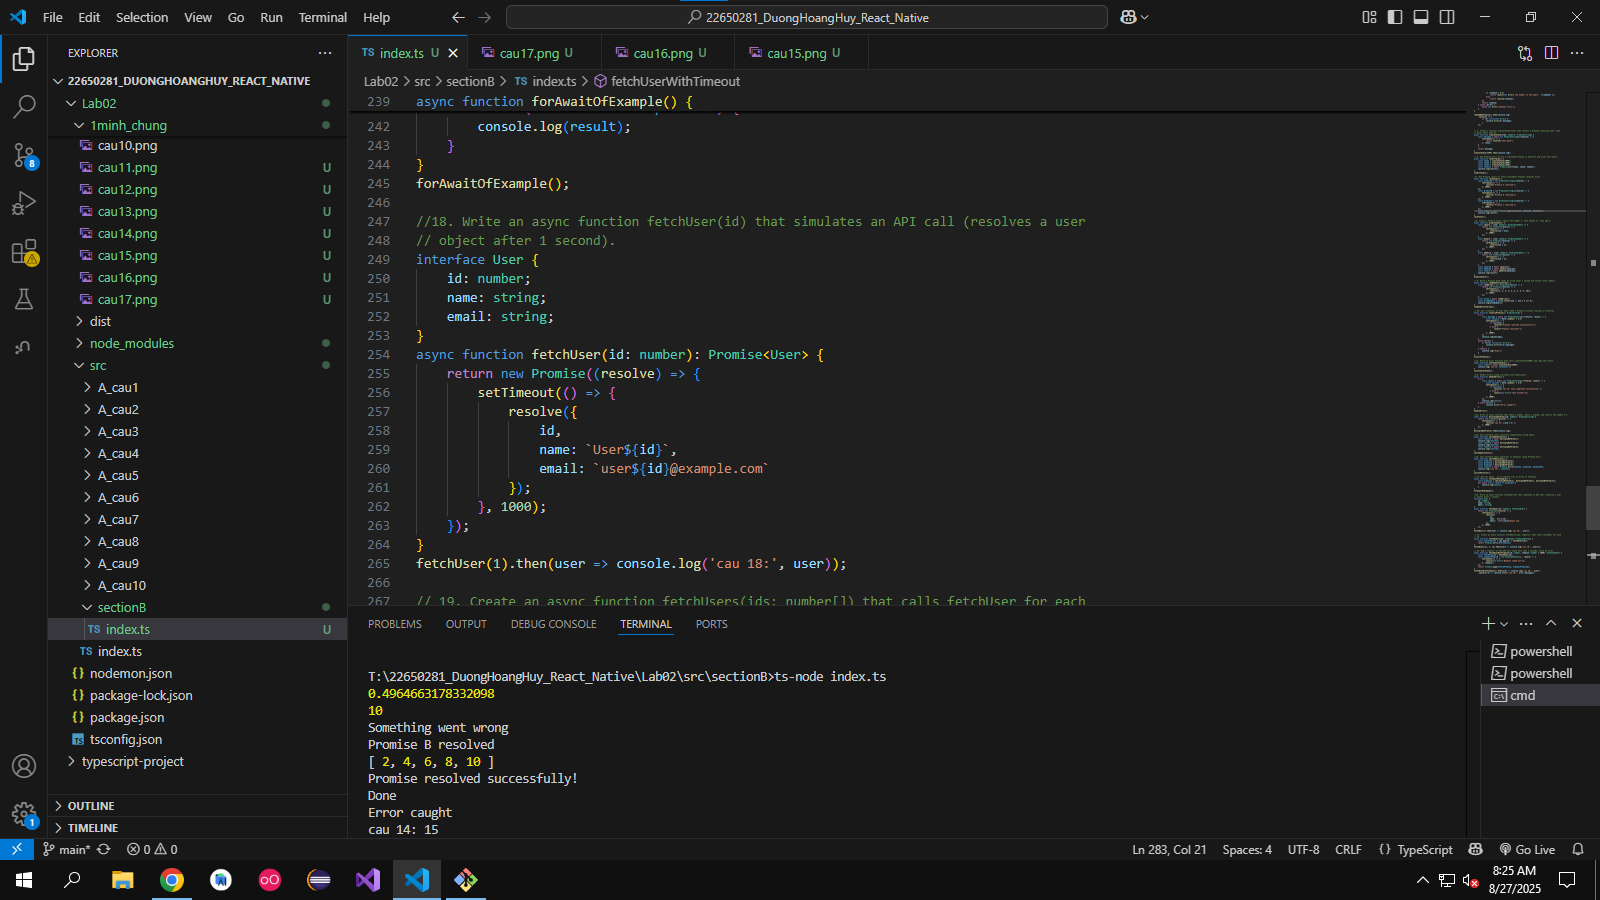 File Edit Selection View Go Run Terminal Help
22650281_DuongHoangHuy_React_Native
EXPLORER
22650281_DUONGHOANGHUY_REACT_NATIVE
Lab02
1minh_chung
cau10.png
cau11.png U
cau12.png U
cau13.png U
cau14.png U
cau15.png U
cau16.png U
cau17.png U
dist
node_modules
src
A_cau1
A_cau2
A_cau3
A_cau4
A_cau5
A_cau6
A_cau7
A_cau8
A_cau9
A_cau10
sectionB
TS index.ts U
TS index.ts
{} nodemon.json
{} package-lock.json
{} package.json
TS tsconfig.json
typescript-project
OUTLINE
TIMELINE
8
1
TS index.ts U
cau17.png U
cau16.png U
cau15.png U
Lab02 > src > sectionB > TS index.ts > fetchUserWithTimeout
239 async function forAwaitOfExample() {
242 console.log(result);
243 }
244 }
245 forAwaitOfExample();
246
247 //18. Write an async function fetchUser(id) that simulates an API call (resolves a user
248 // object after 1 second).
249 interface User {
250 id: number;
251 name: string;
252 email: string;
253 }
254 async function fetchUser(id: number): Promise<User> {
255 return new Promise((resolve) => {
256 setTimeout(() => {
257 resolve({
258 id,
259 name: `User${id}`,
260 email: `user${id}@example.com`
261 });
262 }, 1000);
263 });
264 }
265 fetchUser(1).then(user => console.log('cau 18:', user));
266
267 // 19. Create an async function fetchUsers(ids: number[]) that calls fetchUser for each
PROBLEMS OUTPUT DEBUG CONSOLE TERMINAL PORTS
T:\22650281_DuongHoangHuy_React_Native\Lab02\src\sectionB>ts-node index.ts
0.4964663178332098
10
Something went wrong
Promise B resolved
[ 2, 4, 6, 8, 10 ]
Promise resolved successfully!
Done
Error caught
cau 14: 15
powershell
powershell
cmd
main* 0 0
Ln 283, Col 21 Spaces: 4 UTF-8 CRLF {} TypeScript Go Live
8:25 AM
8/27/2025